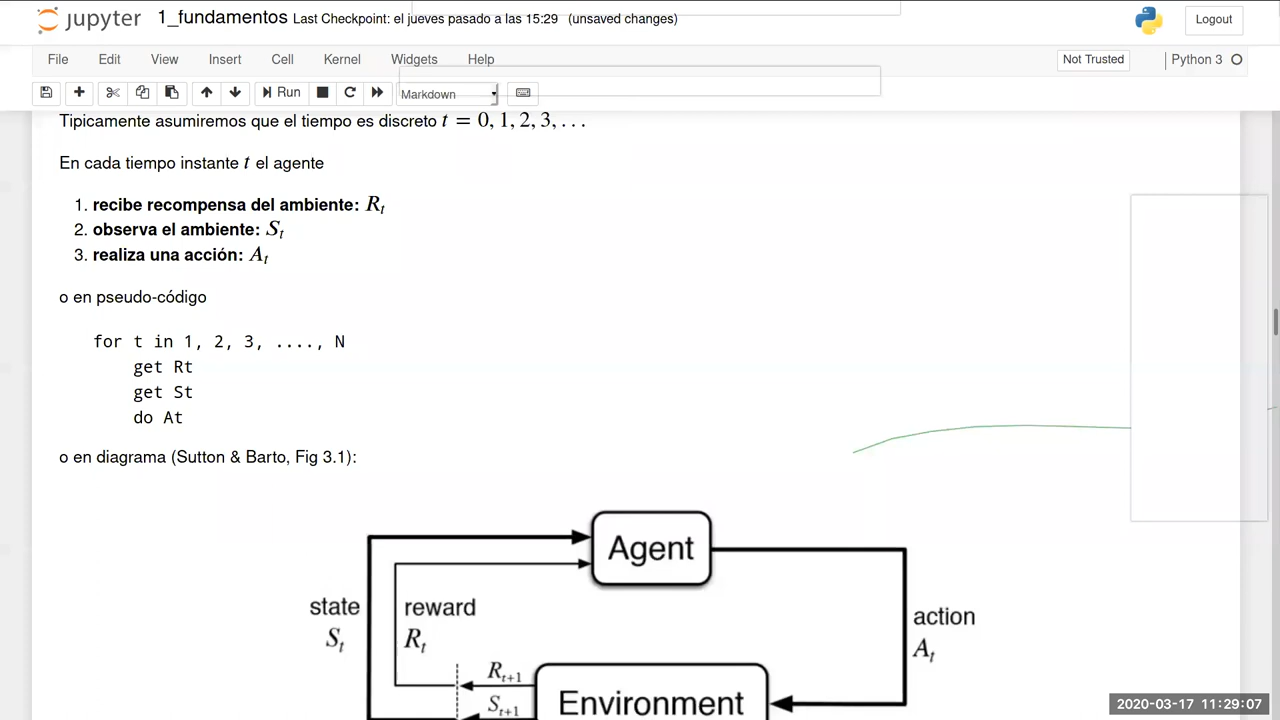 jupyter 1_fundamentos Last Checkpoint: el jueves pasado a las 15:29 (unsaved changes) Logout
File Edit View Insert Cell Kernel Widgets Help Not Trusted Python 3
Run Markdown
Tipicamente asumiremos que el tiempo es discreto t = 0, 1, 2, 3, . . .
En cada tiempo instante t el agente
1. recibe recompensa del ambiente: Rt
2. observa el ambiente: St
3. realiza una acción: At
o en pseudo-código
for t in 1, 2, 3, ...., N
get Rt
get St
do At
o en diagrama (Sutton & Barto, Fig 3.1):
Agent
state
St
reward
Rt
action
At
Rt+1
St+1
Environment
2020-03-17 11:29:07